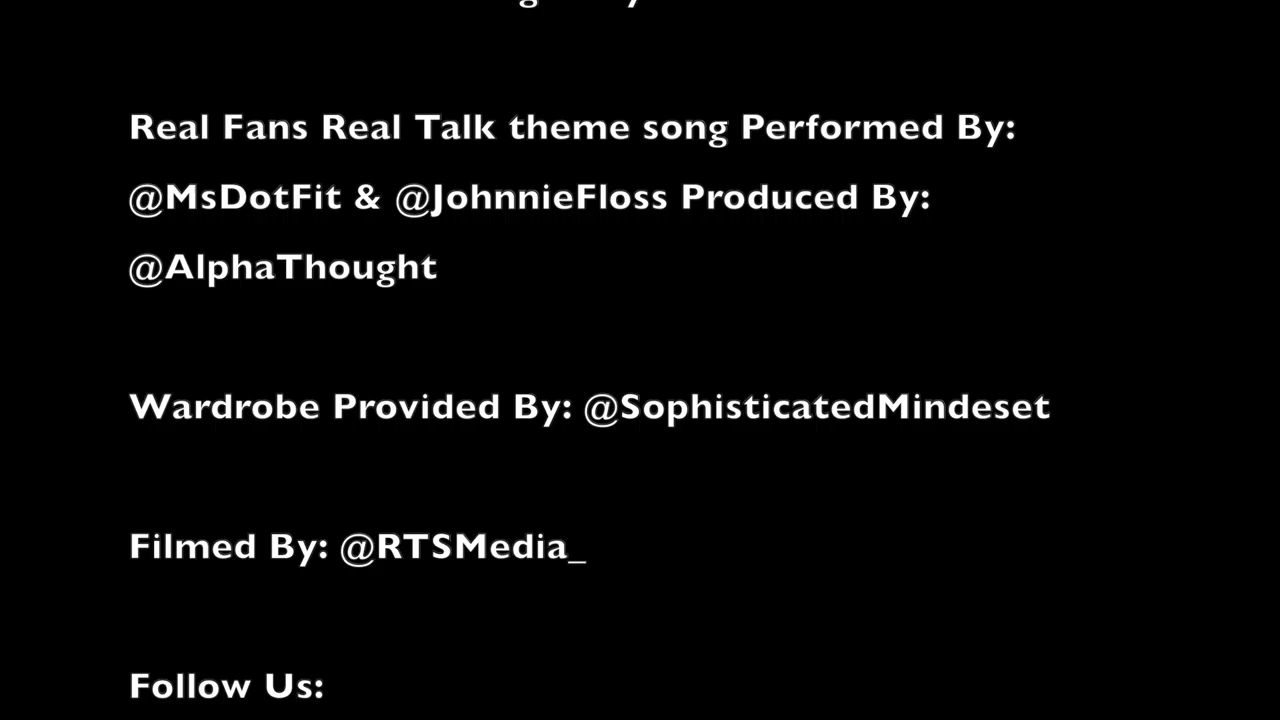 Real Fans Real Talk theme song Performed By:
@MsDotFit & @JohnnieFloss Produced By:
@AlphaThought
Wardrobe Provided By: @SophisticatedMindeset
Filmed By: @RTSMedia_
Follow Us: